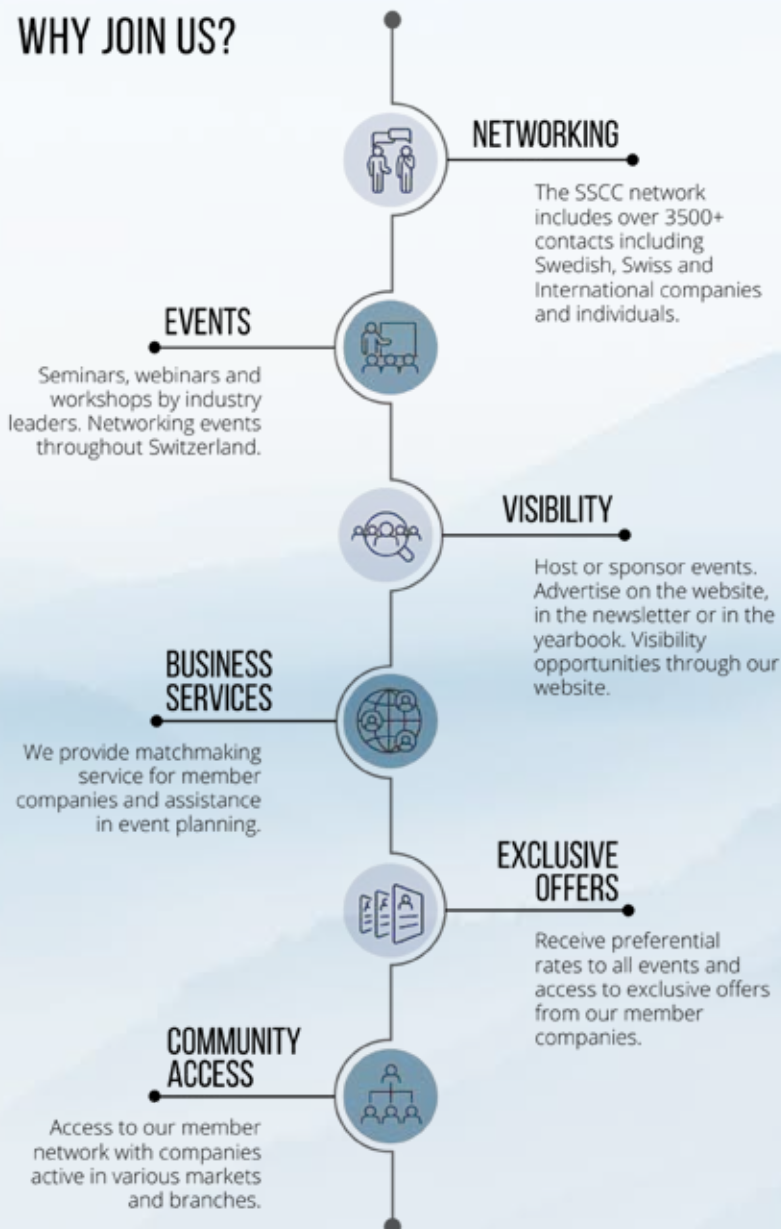 WHY JOIN US?
NETWORKING
The SSCC network
includes over 3500+
contacts including
Swedish, Swiss and
International companies
and individuals.
EVENTS
Seminars, webinars and
workshops by industry
leaders. Networking events
throughout Switzerland.
VISIBILITY
Host or sponsor events.
Advertise on the website,
in the newsletter or in the
yearbook. Visibility
opportunities through our
website.
BUSINESS
SERVICES
We provide matchmaking
service for member
companies and assistance
in event planning.
EXCLUSIVE
OFFERS
Receive preferential
rates to all events and
access to exclusive offers
from our member
companies.
COMMUNITY
ACCESS
Access to our member
network with companies
active in various markets
and branches.